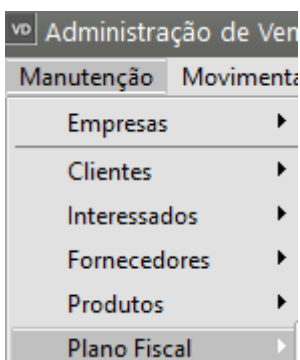 VD Administração de Ven
Manutenção Movimenta
Empresas
Clientes
Interessados
Fornecedores
Produtos
Plano Fiscal